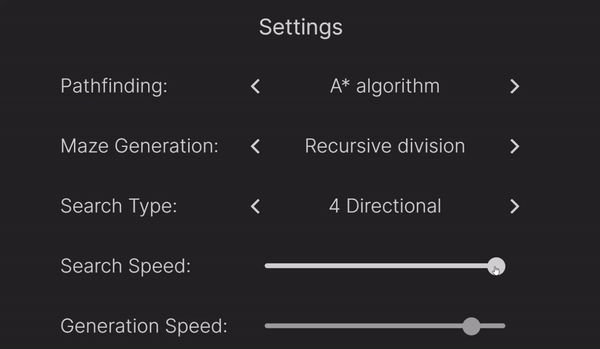 Settings
Pathfinding: < A* algorithm >
Maze Generation: < Recursive division >
Search Type: < 4 Directional >
Search Speed:
Generation Speed: